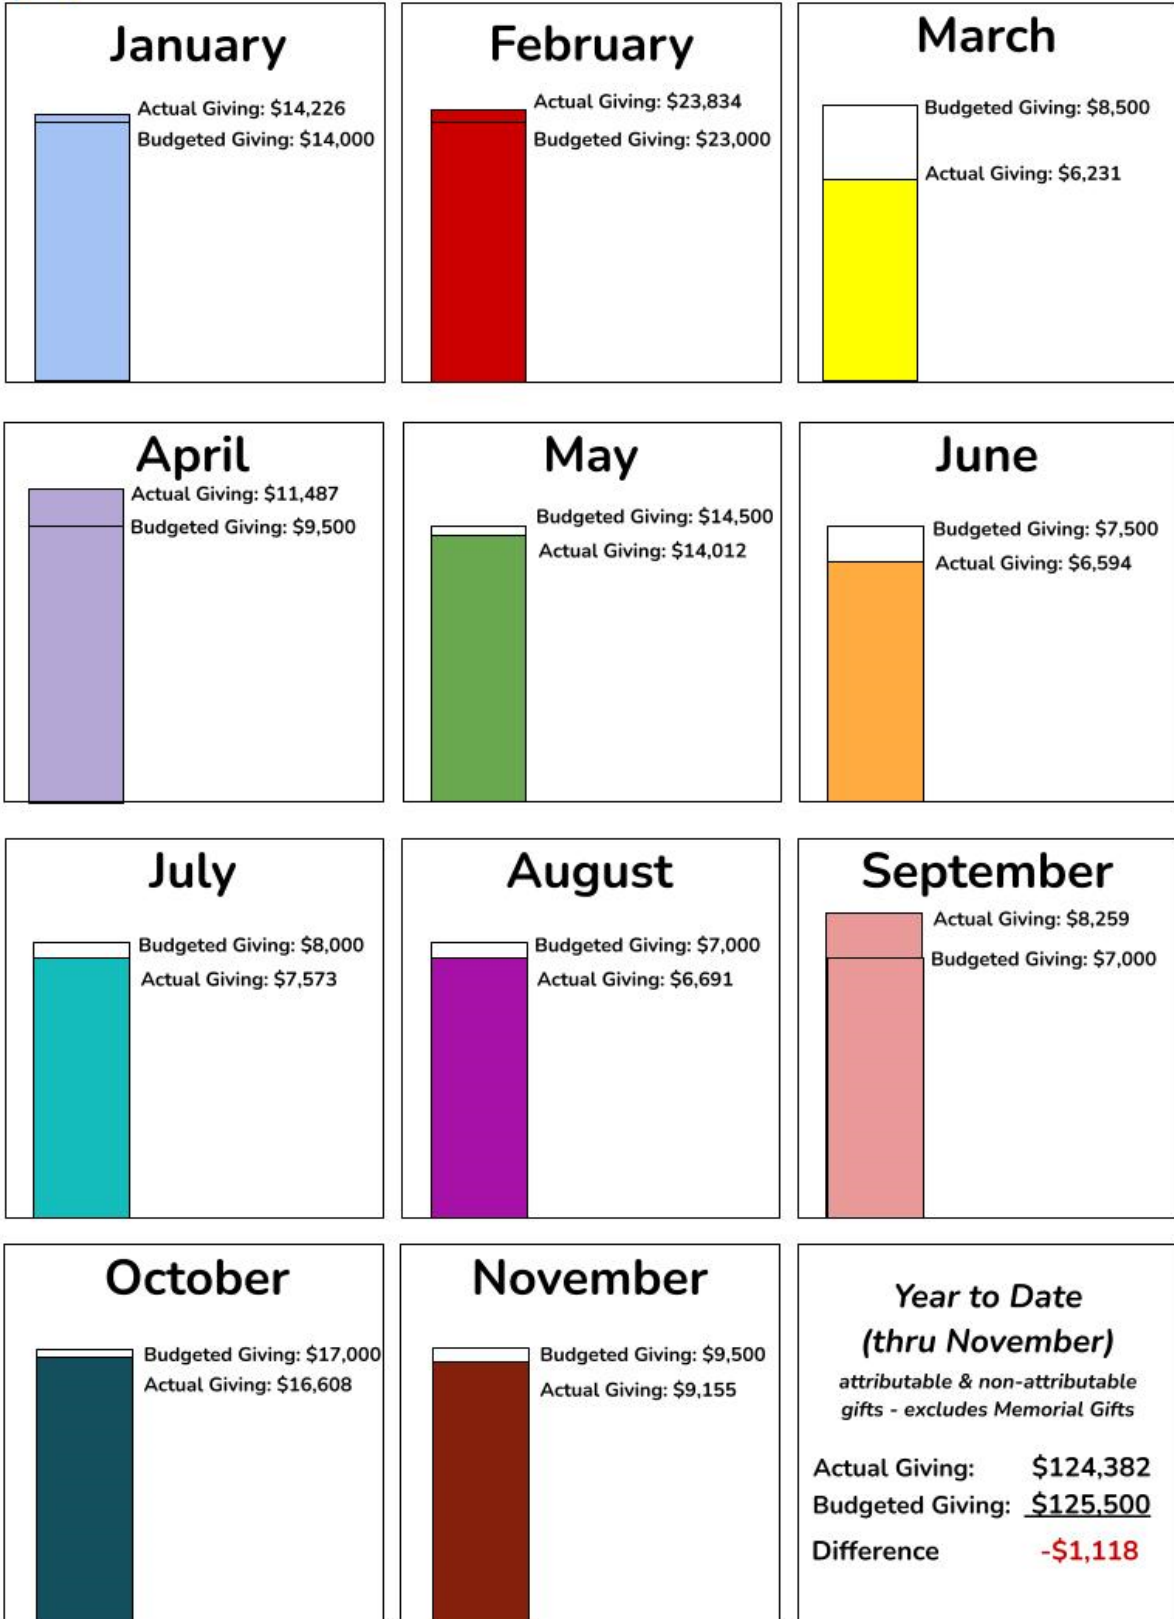 January
Actual Giving: $14,226
Budgeted Giving: $14,000
February
Actual Giving: $23,834
Budgeted Giving: $23,000
March
Budgeted Giving: $8,500
Actual Giving: $6,231
April
Actual Giving: $11,487
Budgeted Giving: $9,500
May
Budgeted Giving: $14,500
Actual Giving: $14,012
June
Budgeted Giving: $7,500
Actual Giving: $6,594
July
Budgeted Giving: $8,000
Actual Giving: $7,573
August
Budgeted Giving: $7,000
Actual Giving: $6,691
September
Actual Giving: $8,259
Budgeted Giving: $7,000
October
Budgeted Giving: $17,000
Actual Giving: $16,608
November
Budgeted Giving: $9,500
Actual Giving: $9,155
Year to Date
(thru November)
attributable & non-attributable
gifts - excludes Memorial Gifts
Actual Giving: $124,382
Budgeted Giving: $125,500
Difference -$1,118